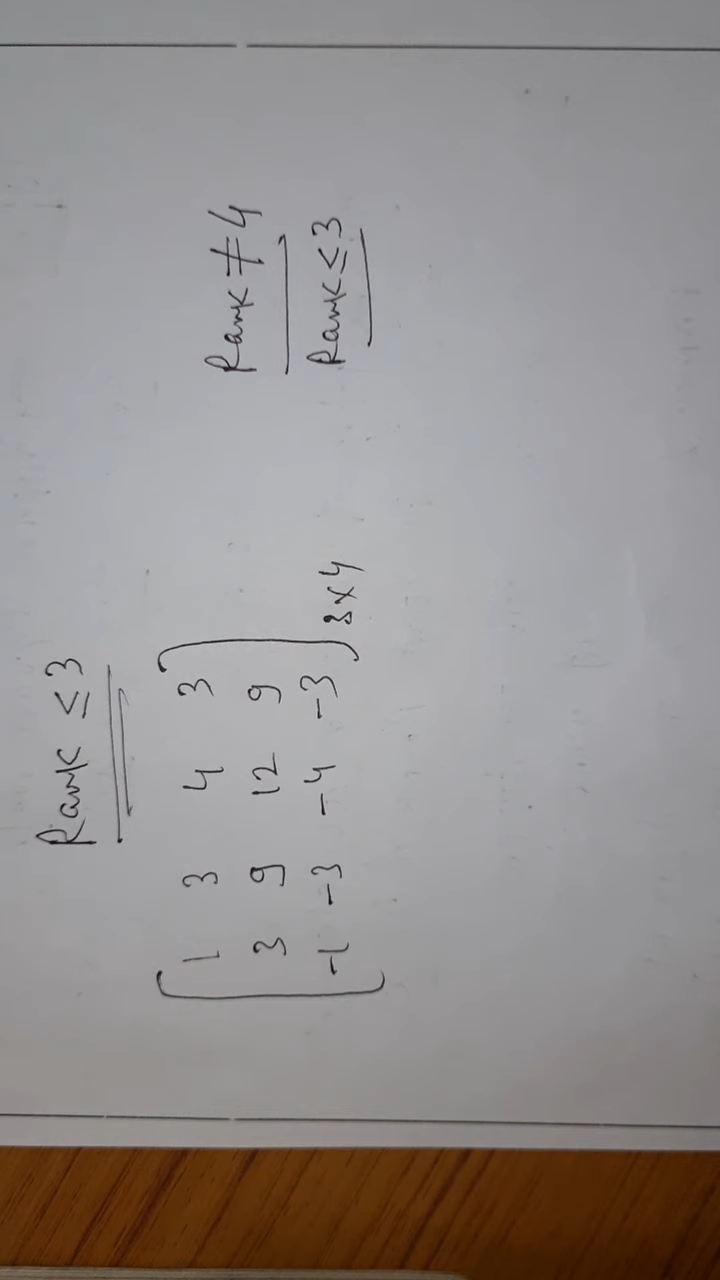 Rank ≤ 3
[ 1 3 4 3
3 9 12 9
-1 -3 -4 -3 ] 3×4
Rank ≠ 4
Rank ≤ 3